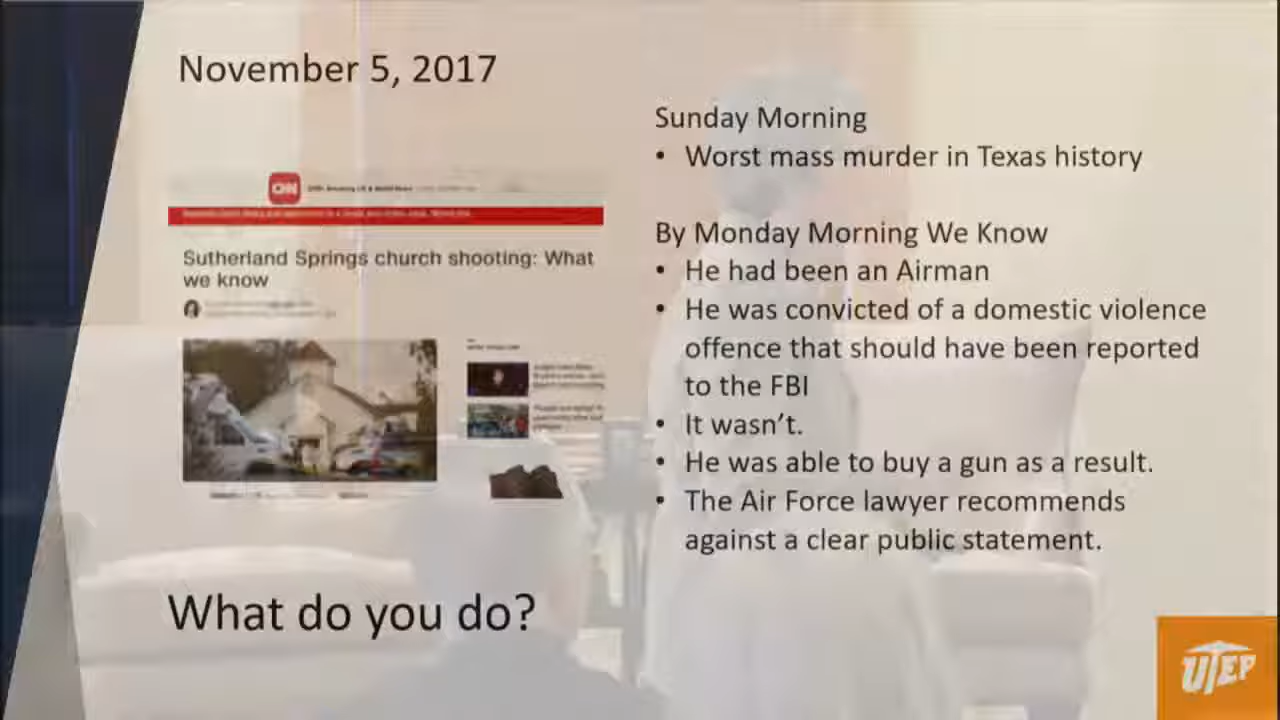 November 5, 2017
Sunday Morning
• Worst mass murder in Texas history
By Monday Morning We Know
• He had been an Airman
• He was convicted of a domestic violence
offence that should have been reported
to the FBI
• It wasn't.
• He was able to buy a gun as a result.
• The Air Force lawyer recommends
against a clear public statement.
CNN
Sutherland Springs church shooting: What
we know
What do you do?
UTEP